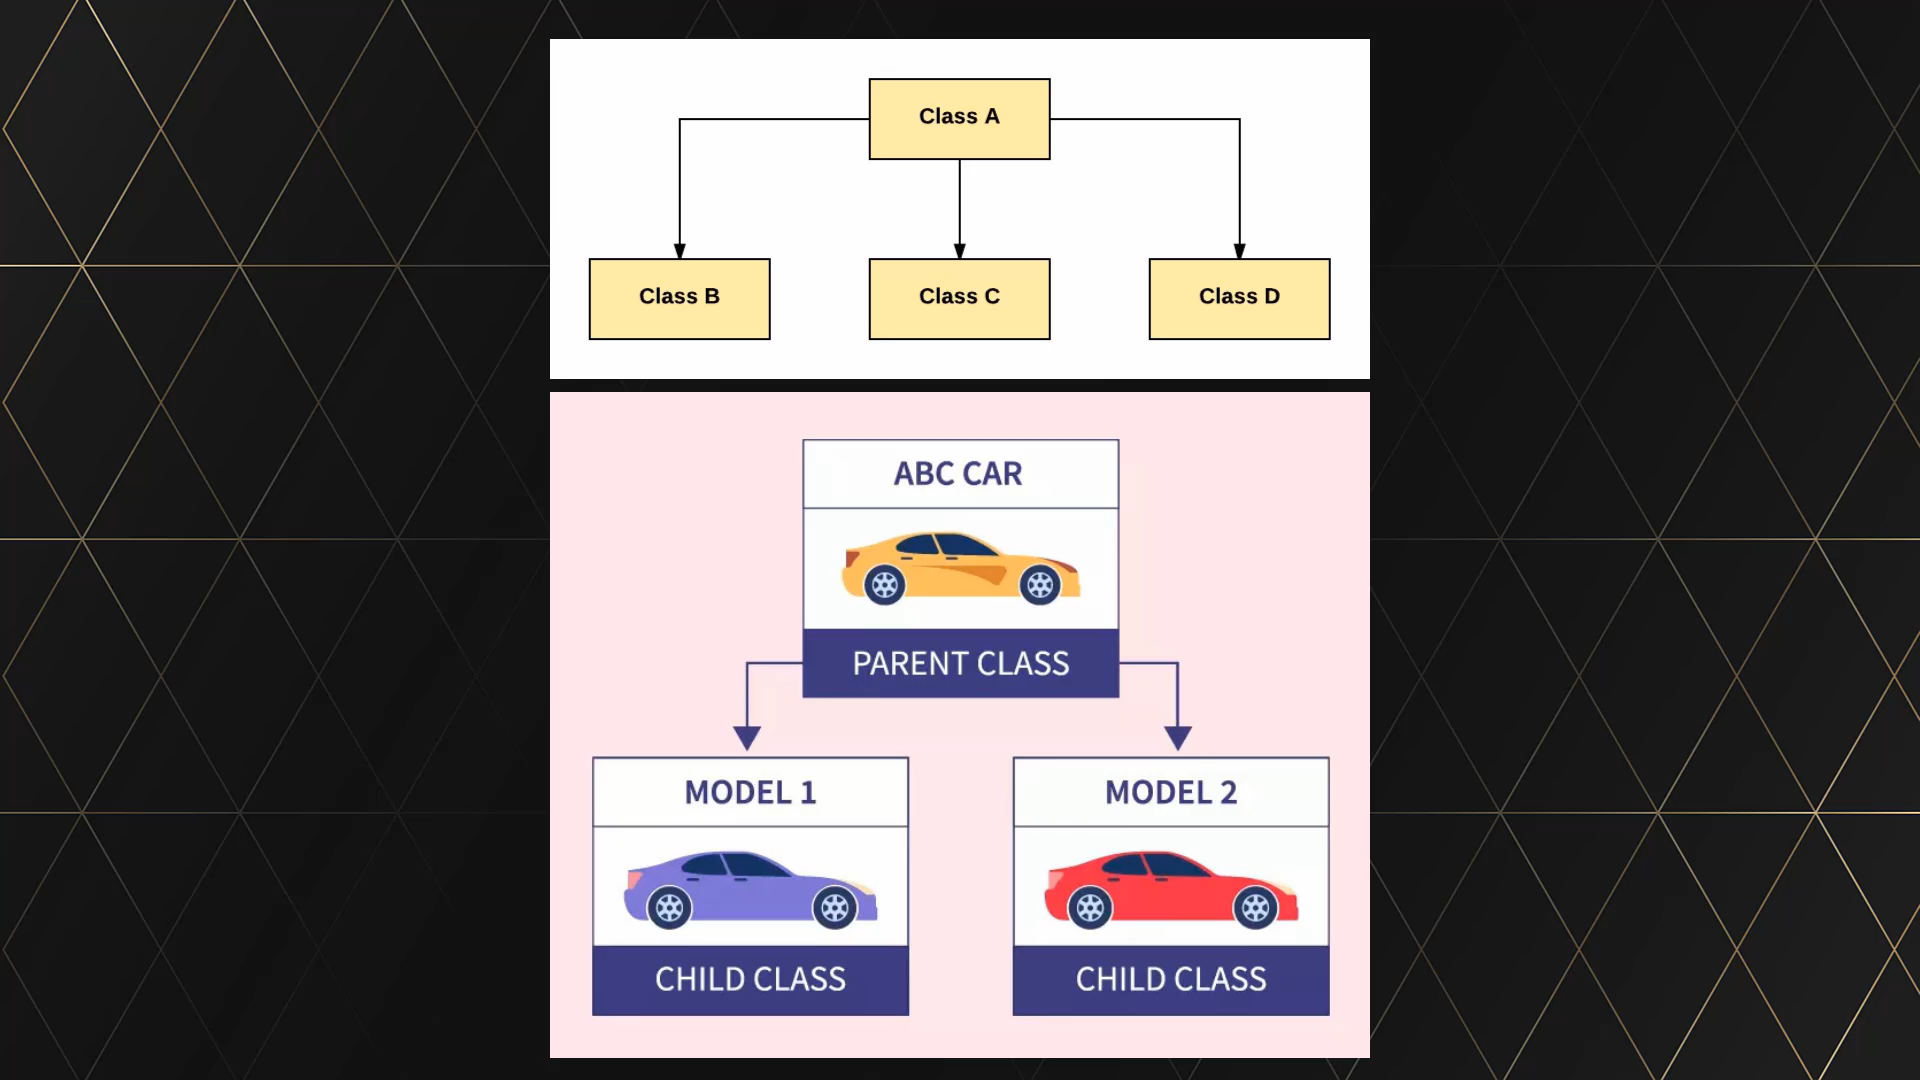 Class A
Class B
Class C
Class D
ABC CAR
PARENT CLASS
MODEL 1
MODEL 2
CHILD CLASS
CHILD CLASS